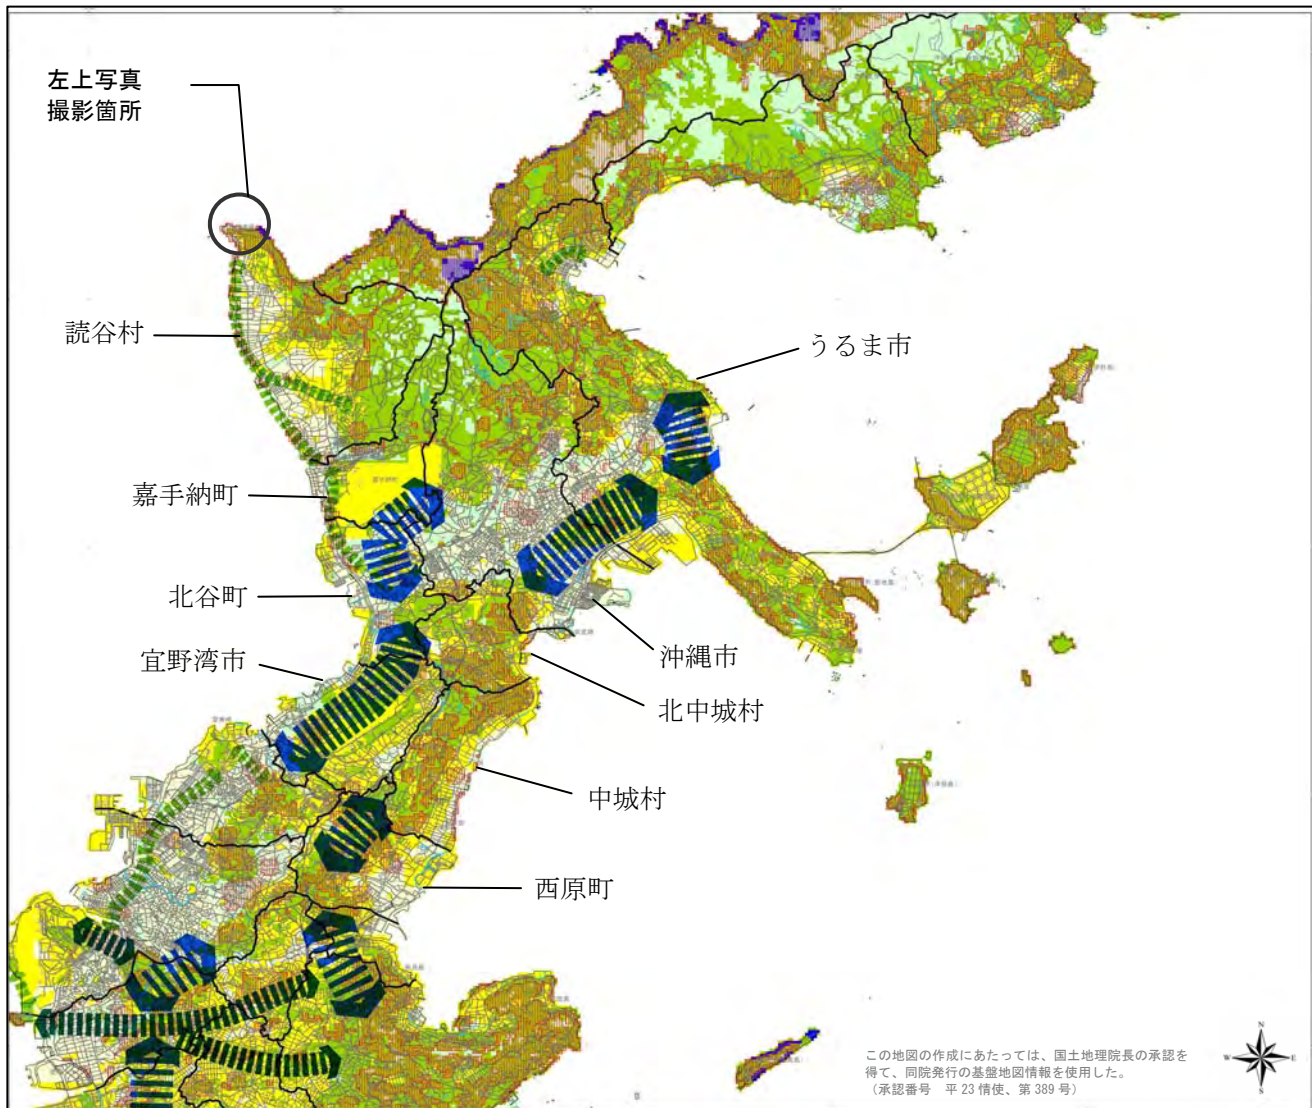 左上写真
撮影箇所
読谷村
うるま市
嘉手納町
北谷町
宜野湾市
沖縄市
北中城村
中城村
西原町
この地図の作成にあたっては、国土地理院長の承認を
得て、同院発行の基盤地図情報を使用した。
（承認番号 平 23 情使、第 389 号）
N
W
E
S